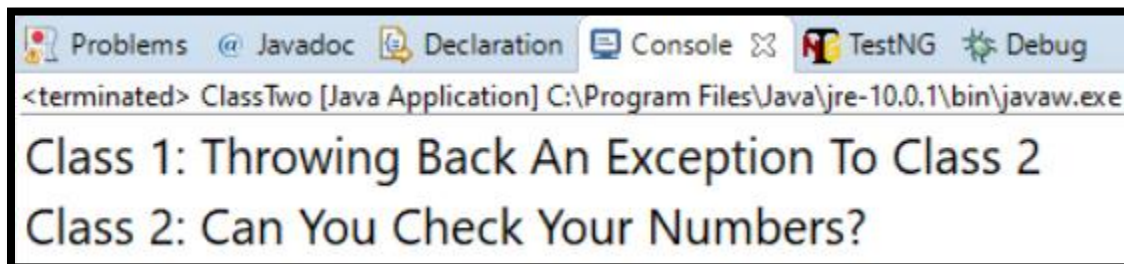 Problems @ Javadoc Declaration Console TestNG Debug
<terminated> ClassTwo [Java Application] C:\Program Files\Java\jre-10.0.1\bin\javaw.exe
Class 1: Throwing Back An Exception To Class 2
Class 2: Can You Check Your Numbers?